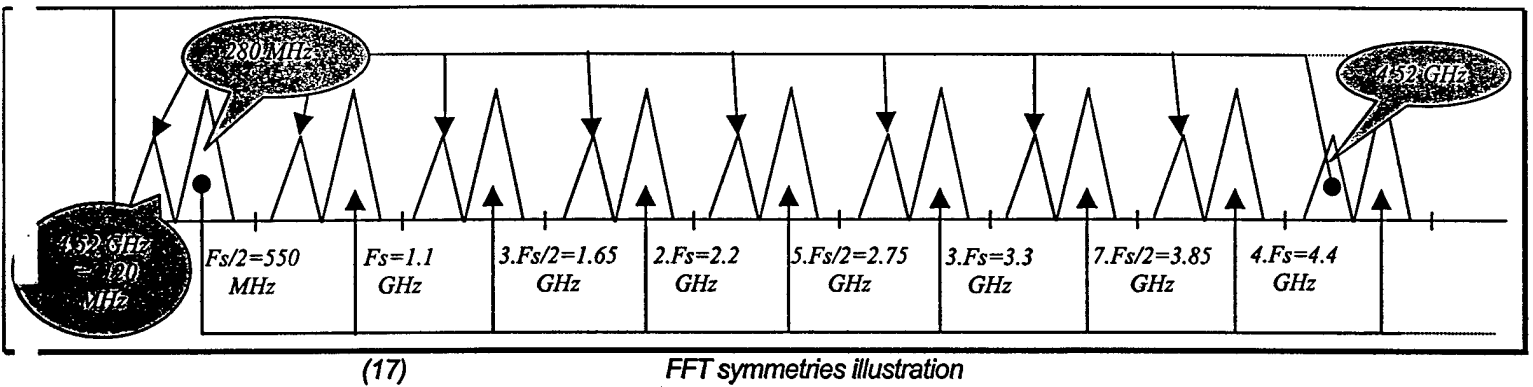 280 MHz
4.52 GHz
4.52 GHz
= 120
MHz
Fs/2=550
MHz
Fs=1.1
GHz
3.Fs/2=1.65
GHz
2.Fs=2.2
GHz
5.Fs/2=2.75
GHz
3.Fs=3.3
GHz
7.Fs/2=3.85
GHz
4.Fs=4.4
GHz
(17) FFT symmetries illustration